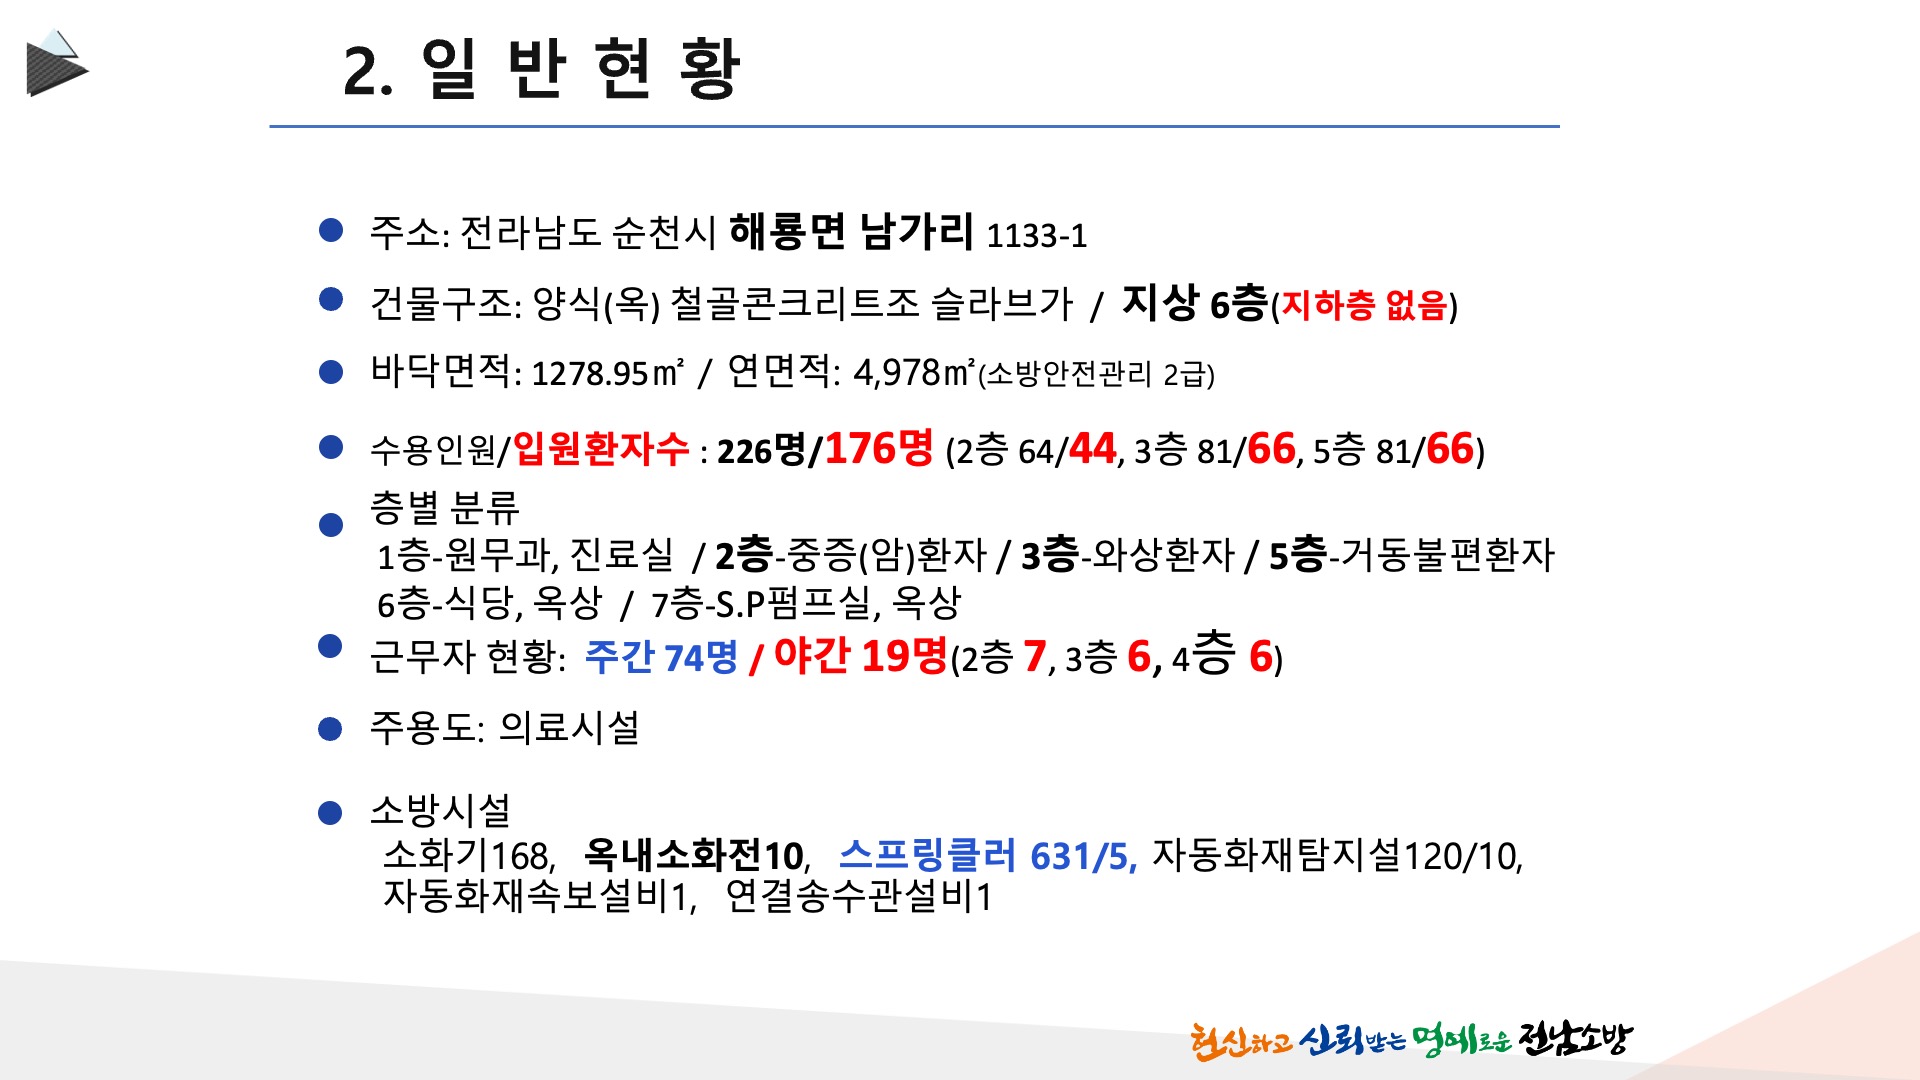 2. 일 반 현 황
주소: 전라남도 순천시 해룡면 남가리 1133-1
건물구조: 양식(옥) 철골콘크리트조 슬라브가 / 지상 6층(지하층 없음)
바닥면적: 1278.95㎡ / 연면적: 4,978㎡(소방안전관리 2급)
수용인원/입원환자수 : 226명/176명 (2층 64/44, 3층 81/66, 5층 81/66)
층별 분류
1층-원무과, 진료실 / 2층-중증(암)환자 / 3층-와상환자 / 5층-거동불편환자
6층-식당, 옥상 / 7층-S.P펌프실, 옥상
근무자 현황: 주간 74명 / 야간 19명(2층 7, 3층 6, 4층 6)
주용도: 의료시설
소방시설
소화기168, 옥내소화전10, 스프링클러 631/5, 자동화재탐지설120/10,
자동화재속보설비1, 연결송수관설비1
헌신하고 신뢰받는 명예로운 전남소방